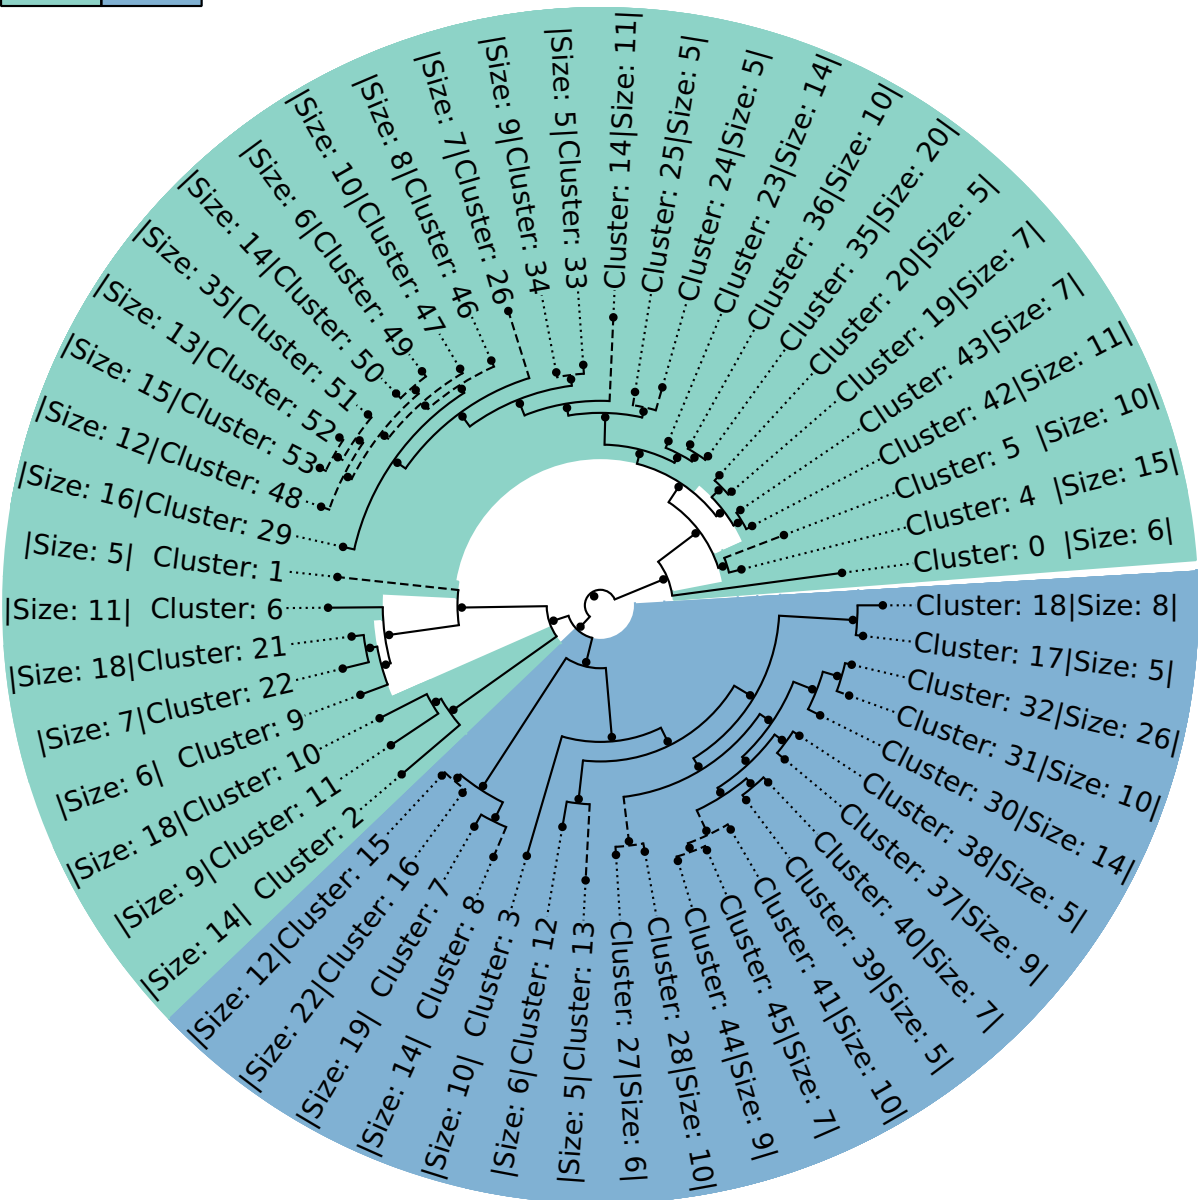 Cluster: 14|Size: 11|
Cluster: 25|Size: 5|
Cluster: 24|Size: 5|
Cluster: 23|Size: 14|
Cluster: 36|Size: 10|
Cluster: 35|Size: 20|
Cluster: 20|Size: 5|
Cluster: 19|Size: 7|
Cluster: 43|Size: 7|
Cluster: 42|Size: 11|
Cluster: 5 |Size: 10|
Cluster: 4 |Size: 15|
Cluster: 0 |Size: 6|
Cluster: 18|Size: 8|
Cluster: 17|Size: 5|
Cluster: 32|Size: 26|
Cluster: 31|Size: 10|
Cluster: 30|Size: 14|
Cluster: 38|Size: 5|
Cluster: 37|Size: 9|
Cluster: 40|Size: 7|
Cluster: 39|Size: 5|
Cluster: 41|Size: 10|
Cluster: 45|Size: 7|
Cluster: 44|Size: 9|
Cluster: 28|Size: 10|
Cluster: 27|Size: 6|
|Size: 5|Cluster: 13
|Size: 6|Cluster: 12
|Size: 10| Cluster: 3
|Size: 14| Cluster: 8
|Size: 19| Cluster: 7
|Size: 22|Cluster: 16
|Size: 12|Cluster: 15
|Size: 14| Cluster: 2
|Size: 9|Cluster: 11
|Size: 18|Cluster: 10
|Size: 6| Cluster: 9
|Size: 7|Cluster: 22
|Size: 18|Cluster: 21
|Size: 11| Cluster: 6
|Size: 5| Cluster: 1
|Size: 16|Cluster: 29
|Size: 12|Cluster: 48
|Size: 15|Cluster: 53
|Size: 13|Cluster: 52
|Size: 35|Cluster: 51
|Size: 14|Cluster: 50
|Size: 6|Cluster: 49
|Size: 10|Cluster: 47
|Size: 8|Cluster: 46
|Size: 7|Cluster: 26
|Size: 9|Cluster: 34
|Size: 5|Cluster: 33